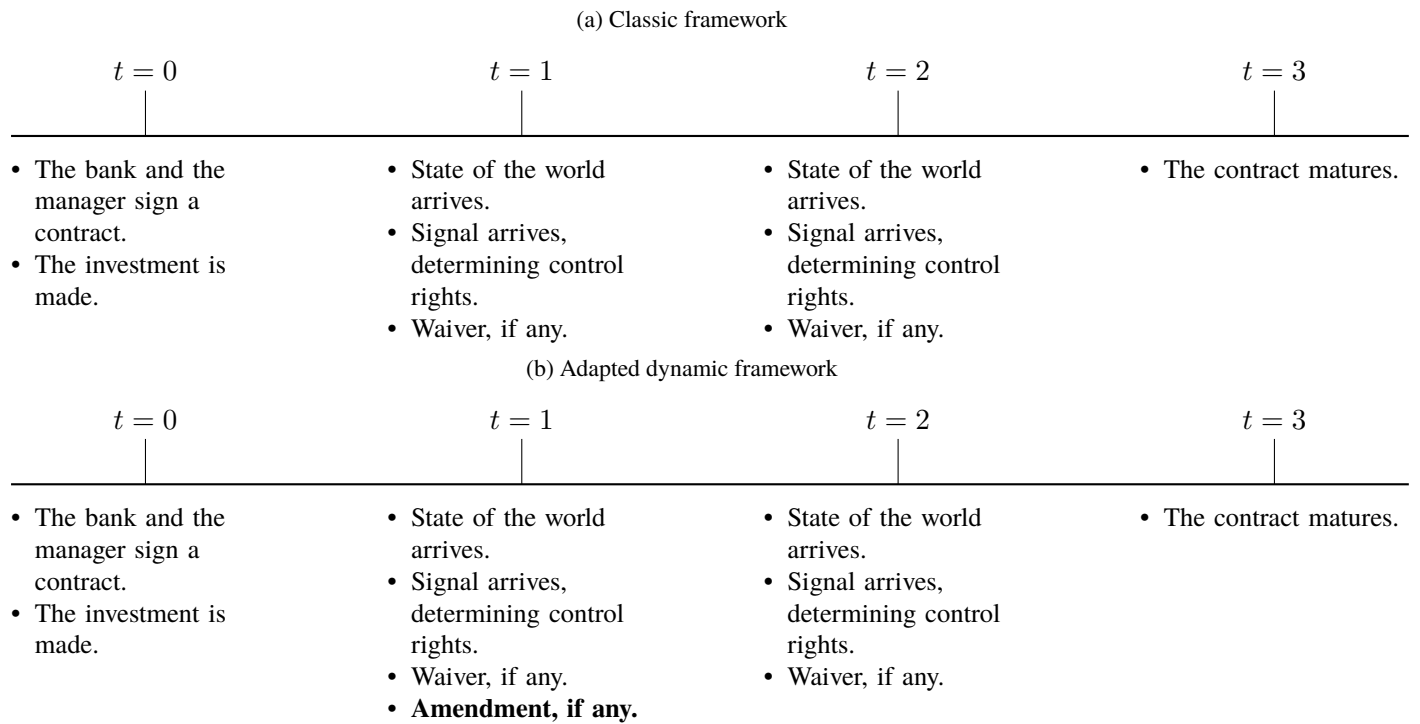 (a) Classic framework
t = 0
t = 1
t = 2
t = 3
• The bank and the
manager sign a
contract.
• The investment is
made.
• State of the world
arrives.
• Signal arrives,
determining control
rights.
• Waiver, if any.
• State of the world
arrives.
• Signal arrives,
determining control
rights.
• Waiver, if any.
• The contract matures.
(b) Adapted dynamic framework
t = 0
t = 1
t = 2
t = 3
• The bank and the
manager sign a
contract.
• The investment is
made.
• State of the world
arrives.
• Signal arrives,
determining control
rights.
• Waiver, if any.
• Amendment, if any.
• State of the world
arrives.
• Signal arrives,
determining control
rights.
• Waiver, if any.
• The contract matures.